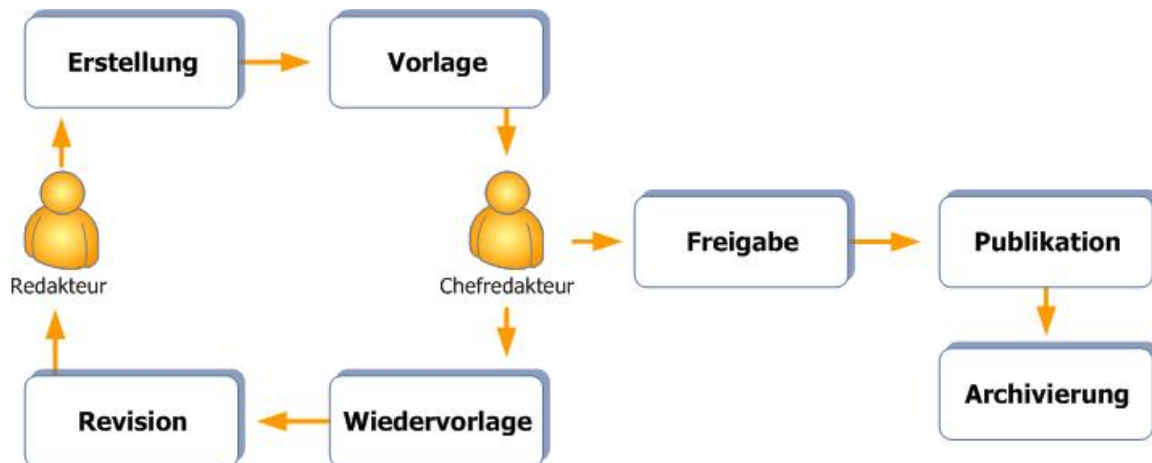 Erstellung
Vorlage
Redakteur
Chefredakteur
Freigabe
Publikation
Revision
Wiedervorlage
Archivierung